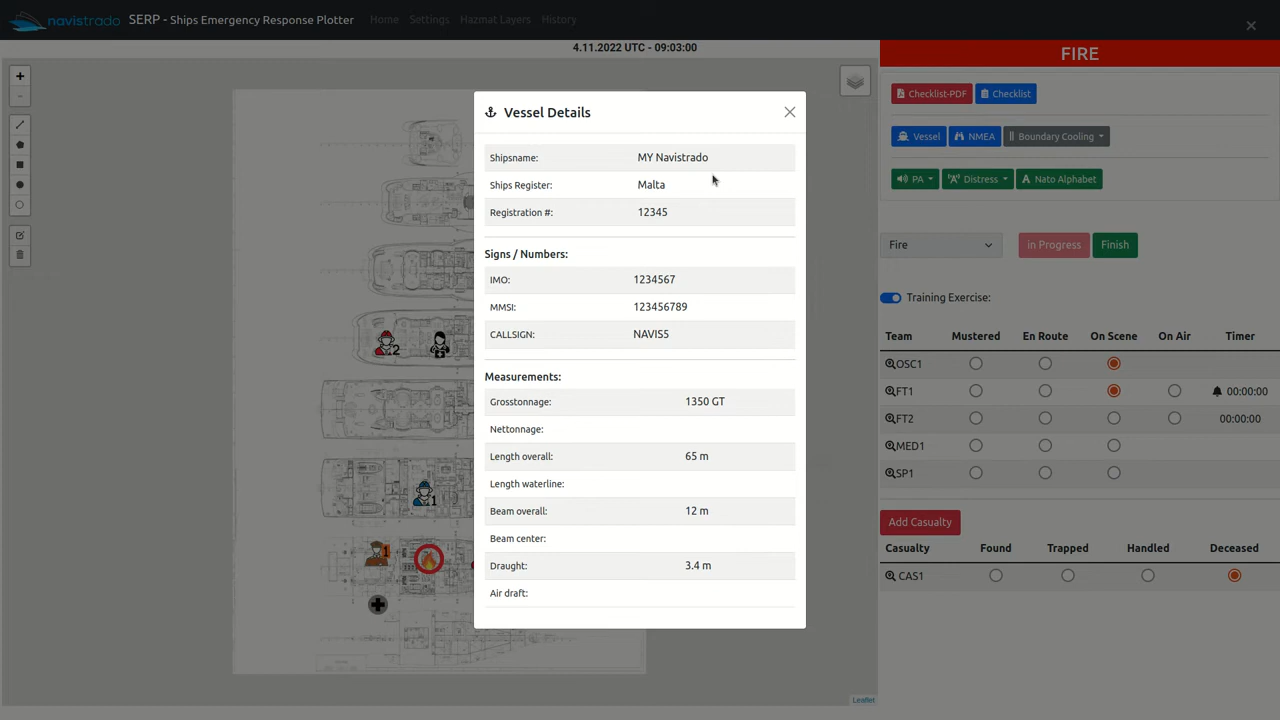 navistrado SERP - Ships Emergency Response Plotter Home Settings Hazmat Layers History
4.11.2022 UTC - 09:03:00
+
-
2
1
1
Leaflet
Vessel Details
Shipsname: MY Navistrado
Ships Register: Malta
Registration #: 12345
Signs / Numbers:
IMO: 1234567
MMSI: 123456789
CALLSIGN: NAVIS5
Measurements:
Grosstonnage: 1350 GT
Nettonnage:
Length overall: 65 m
Length waterline:
Beam overall: 12 m
Beam center:
Draught: 3.4 m
Air draft:
FIRE
Checklist-PDF Checklist
Vessel NMEA Boundary Cooling
PA Distress Nato Alphabet
Fire in Progress Finish
Training Exercise:
Team Mustered En Route On Scene On Air Timer
OSC1
FT1 00:00:00
FT2 00:00:00
MED1
SP1
Add Casualty
Casualty Found Trapped Handled Deceased
CAS1